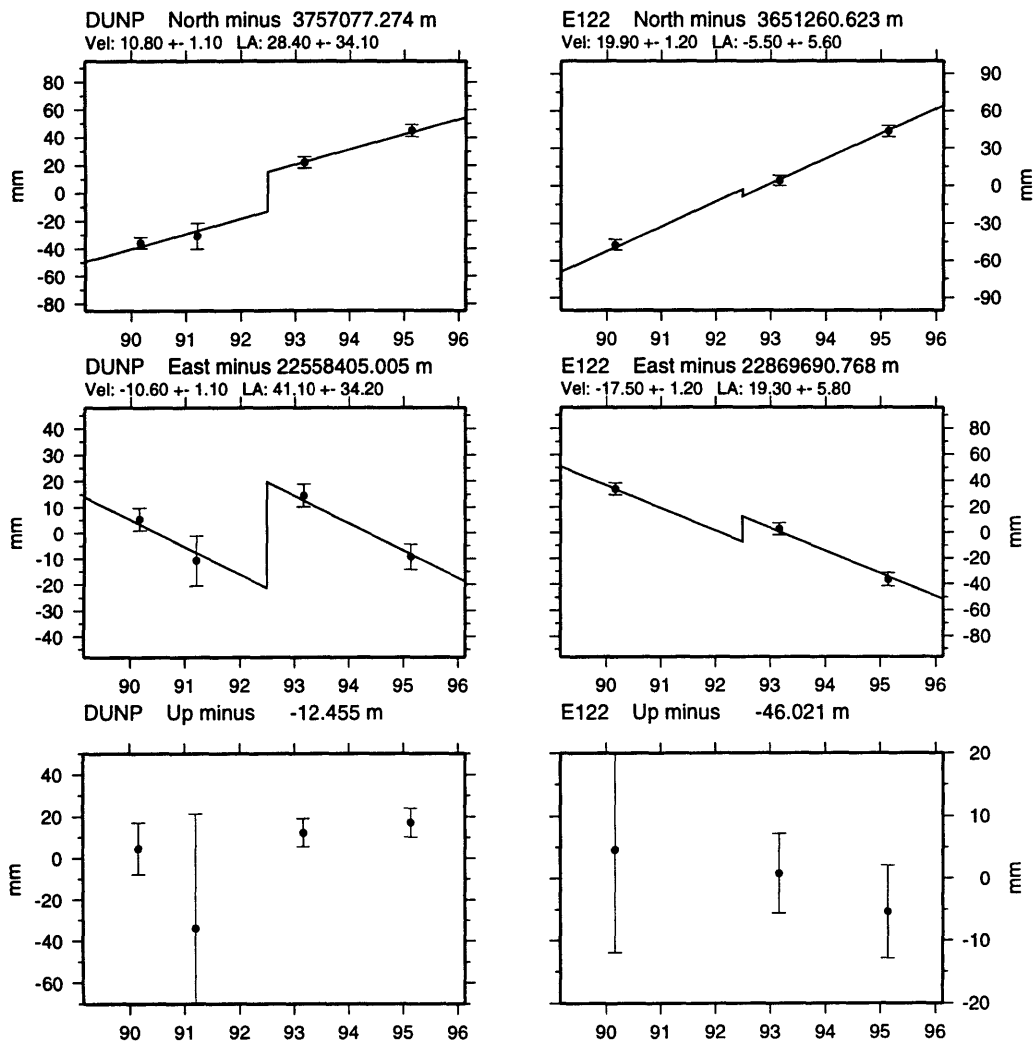 DUNP North minus 3757077.274 m
Vel: 10.80 +- 1.10 LA: 28.40 +- 34.10
80
60
40
20
0
-20
-40
-60
-80
mm
90 91 92 93 94 95 96
E122 North minus 3651260.623 m
Vel: 19.90 +- 1.20 LA: -5.50 +- 5.60
90
60
30
0
-30
-60
-90
mm
90 91 92 93 94 95 96
DUNP East minus 22558405.005 m
Vel: -10.60 +- 1.10 LA: 41.10 +- 34.20
40
30
20
10
0
-10
-20
-30
-40
mm
90 91 92 93 94 95 96
E122 East minus 22869690.768 m
Vel: -17.50 +- 1.20 LA: 19.30 +- 5.80
80
60
40
20
0
-20
-40
-60
-80
mm
90 91 92 93 94 95 96
DUNP Up minus -12.455 m
40
20
0
-20
-40
-60
mm
90 91 92 93 94 95 96
E122 Up minus -46.021 m
20
10
0
-10
-20
mm
90 91 92 93 94 95 96